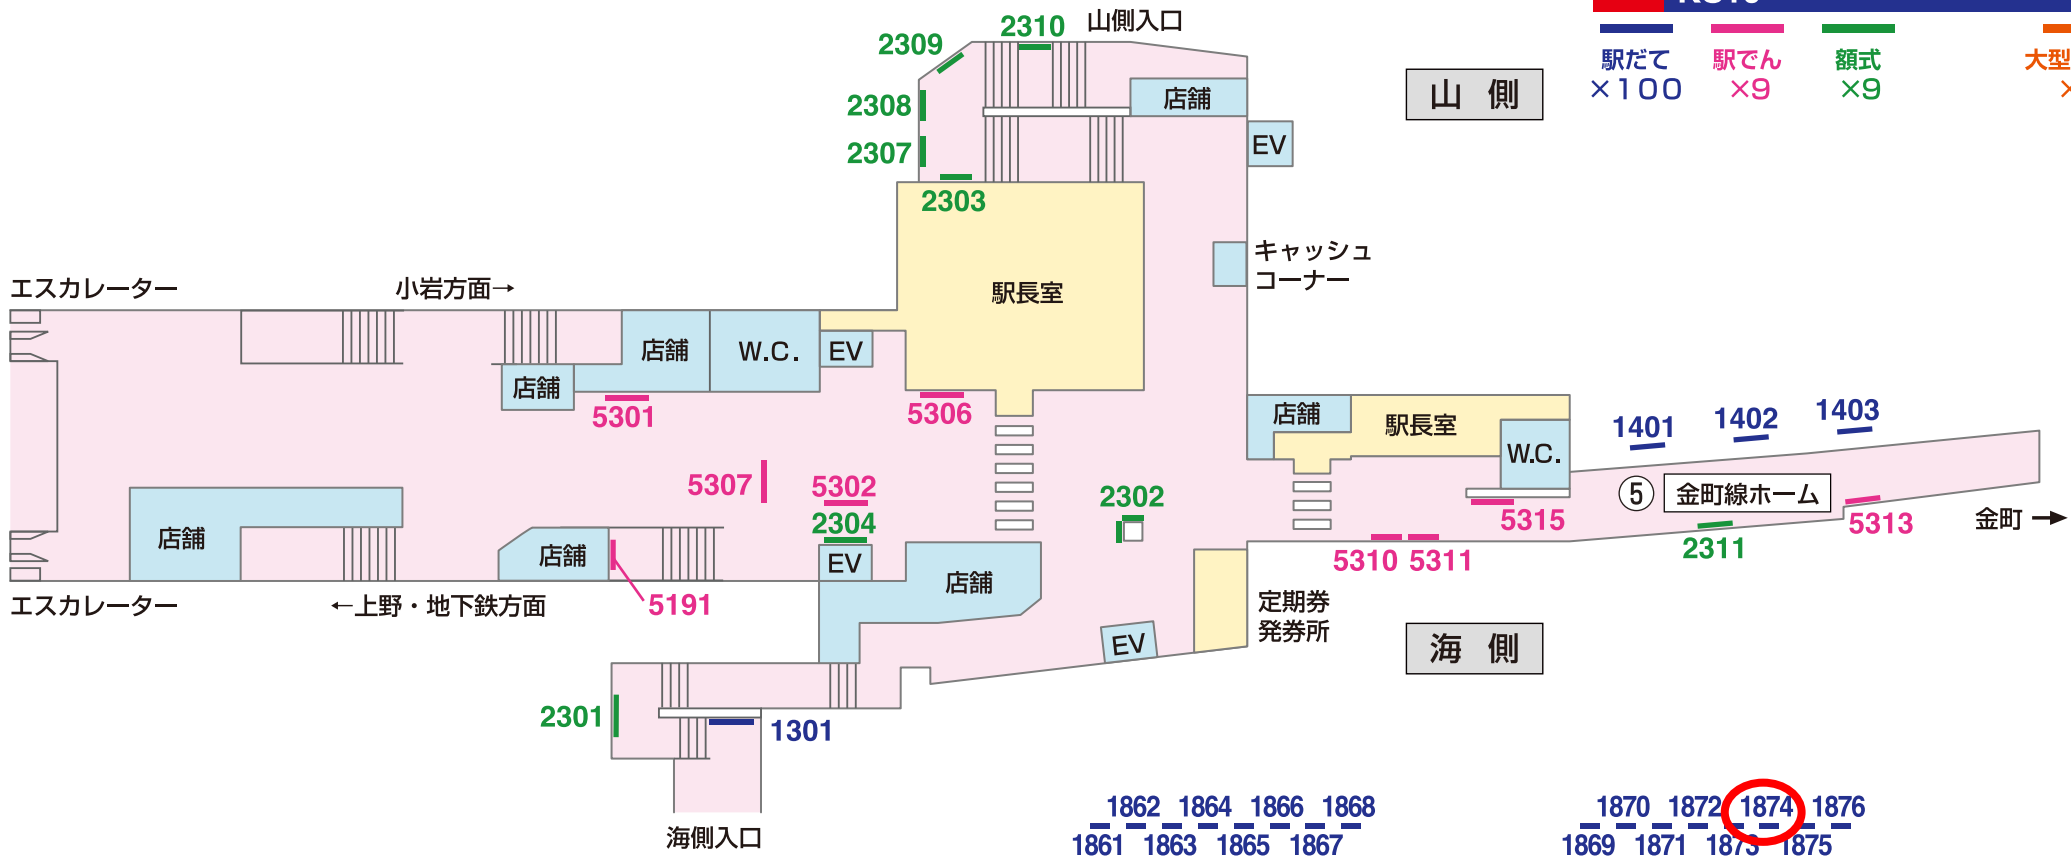 山側入口
2310
2309
駅だて
×100
駅でん
×9
額式
×9
大型
山 側
2308
店舗
2307
EV
2303
キャッシュ
コーナー
エスカレーター
小岩方面→
駅長室
店舗
W.C.
EV
店舗
5301
5306
店舗
駅長室
W.C.
1401
1402
1403
5307
5302
2304
2302
⑤ 金町線ホーム
5315
5313
金町 →
店舗
店舗
EV
店舗
5310
5311
2311
エスカレーター
←上野・地下鉄方面
5191
定期券
発券所
EV
海 側
2301
1301
海側入口
1862 1864 1866 1868
1861 1863 1865 1867
1870 1872 1874 1876
1869 1871 1873 1875